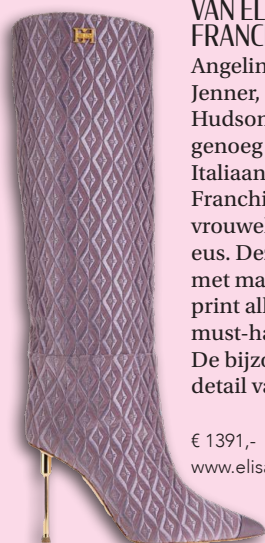 VAN EL
FRANC
Angelin
Jenner,
Hudson
genoeg
Italiaan
Franchi
vrouwel
eus. De
met ma
print all
must-ha
De bijzo
detail va
€ 1391,-
www.elisa